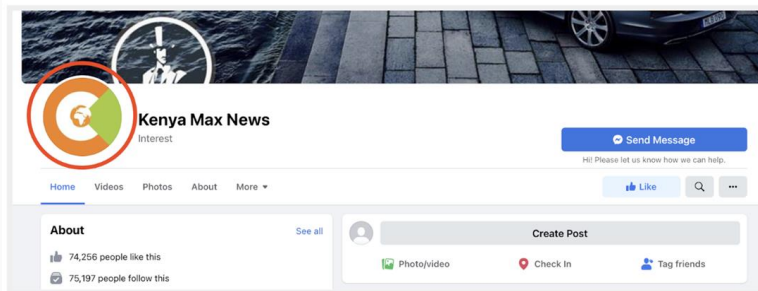 Kenya Max News
Interest
Send Message
Hi! Please let us know how we can help.
Home Videos Photos About More
Like
About See all
74,256 people like this
75,197 people follow this
Create Post
Photo/video Check In Tag friends